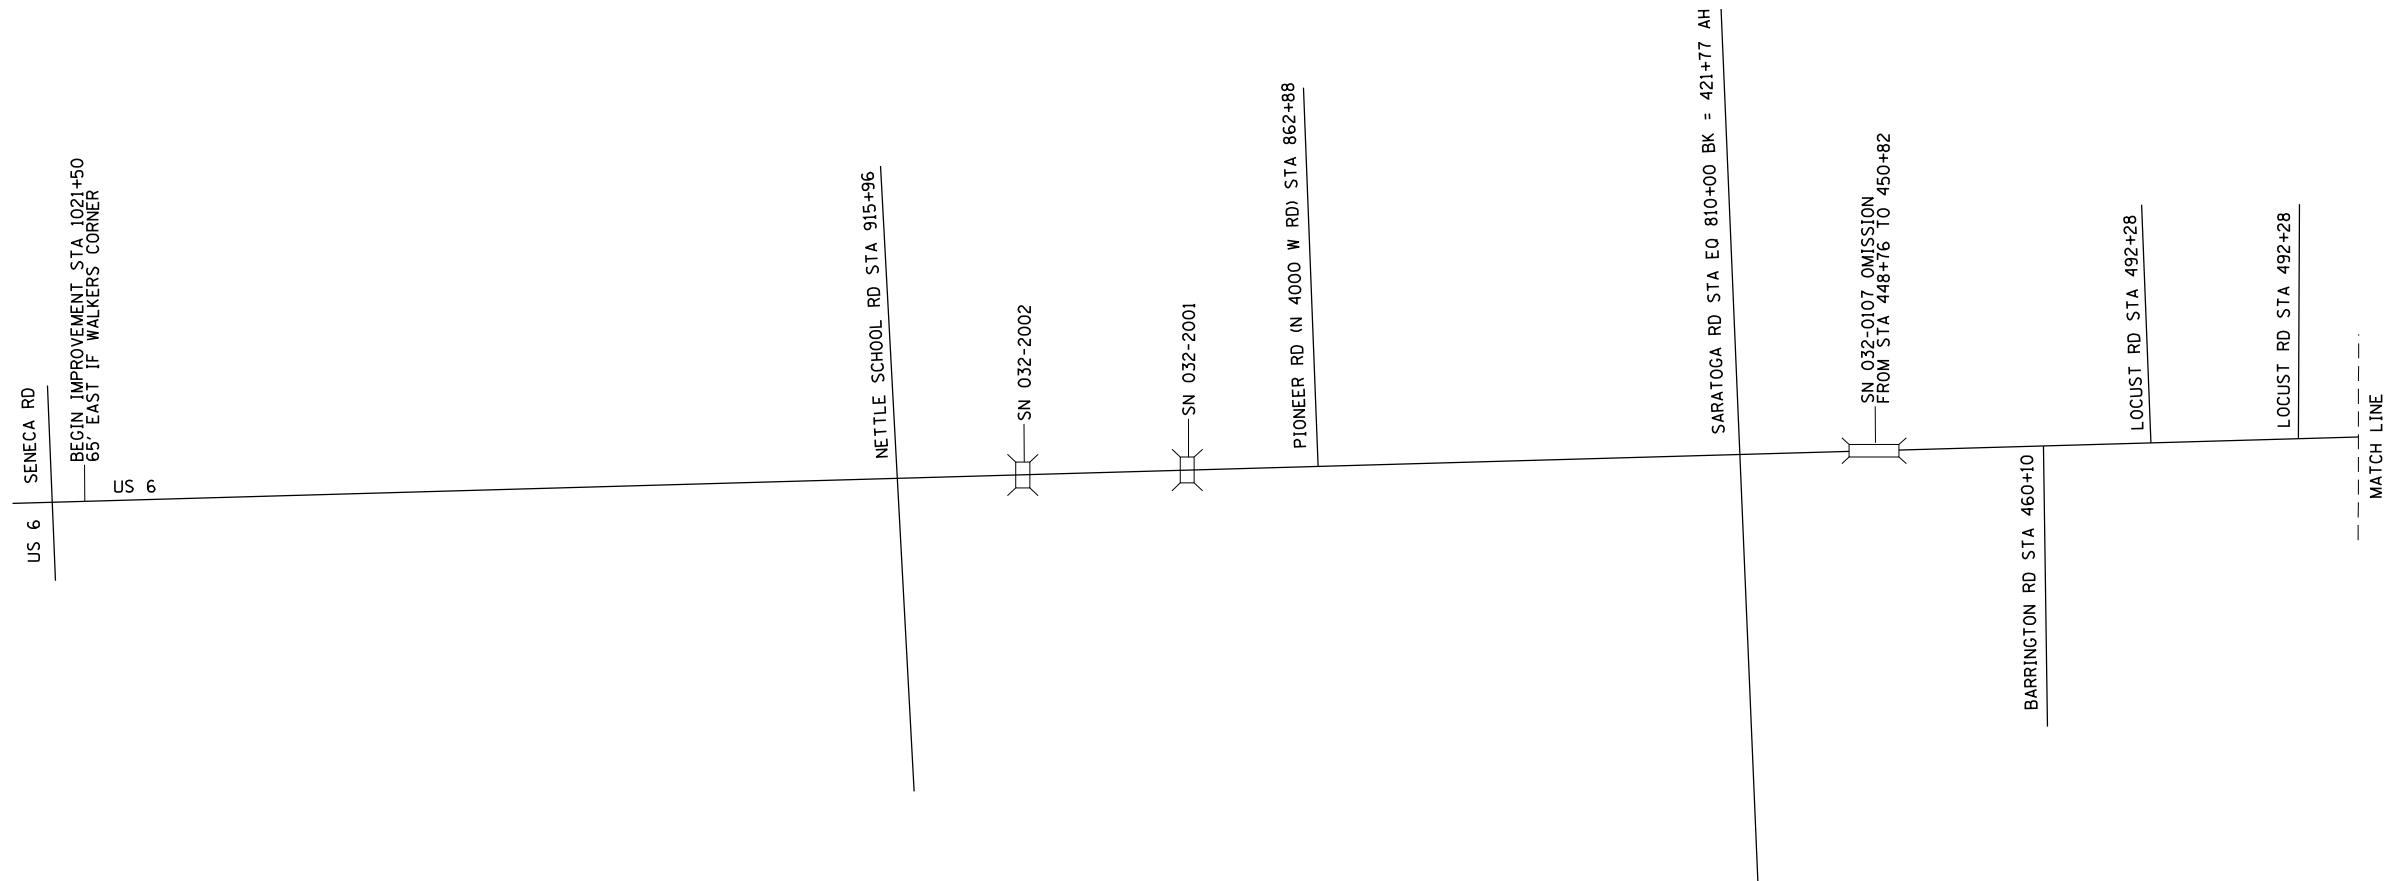 SENECA RD
US 6
BEGIN IMPROVEMENT STA 1021+50
65' EAST IF WALKERS CORNER
US 6
NETTLE SCHOOL RD STA 915+96
SN 032-2002
SN 032-2001
PIONEER RD (N 4000 W RD) STA 862+88
SARATOGA RD STA EQ 810+00 BK = 421+77 AH
SN 032-0107 OMISSION
FROM STA 448+76 TO 450+82
BARRINGTON RD STA 460+10
LOCUST RD STA 492+28
LOCUST RD STA 492+28
MATCH LINE